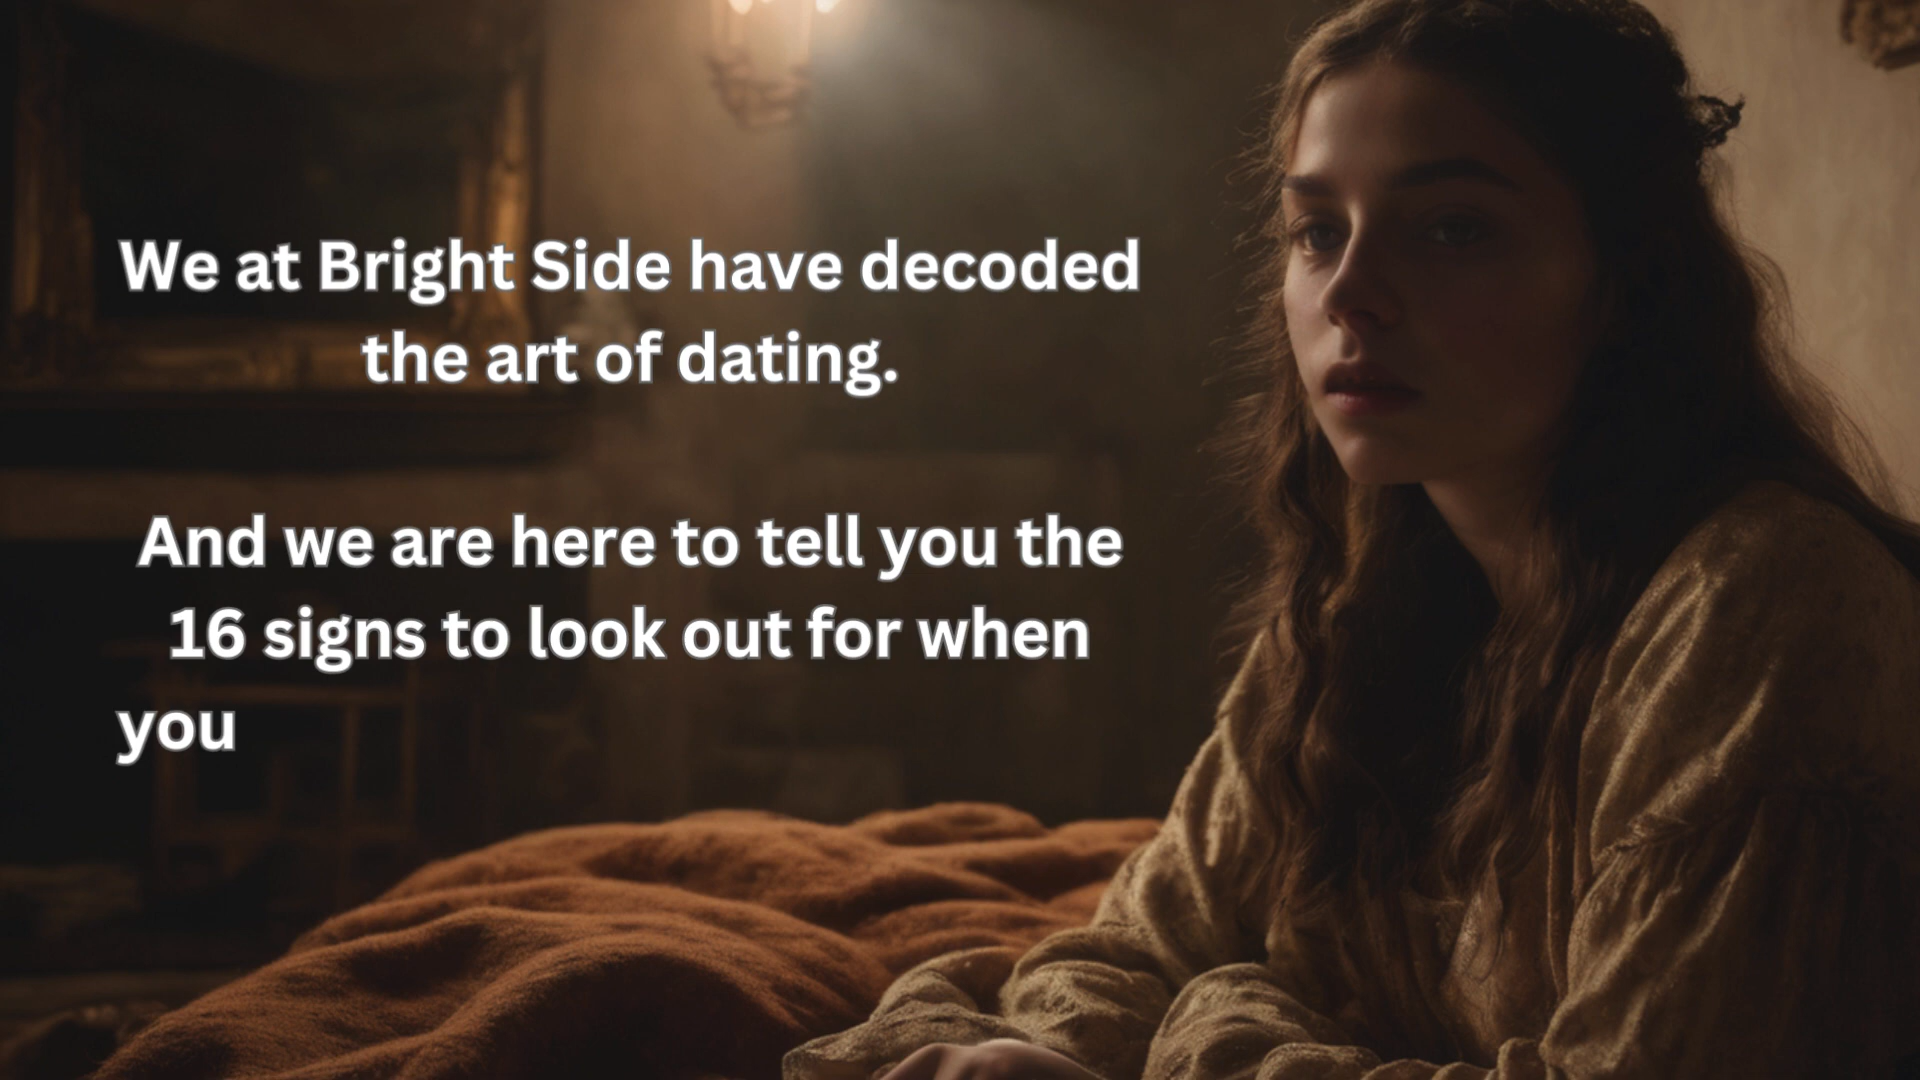 We at Bright Side have decoded
the art of dating.
And we are here to tell you the
16 signs to look out for when
you